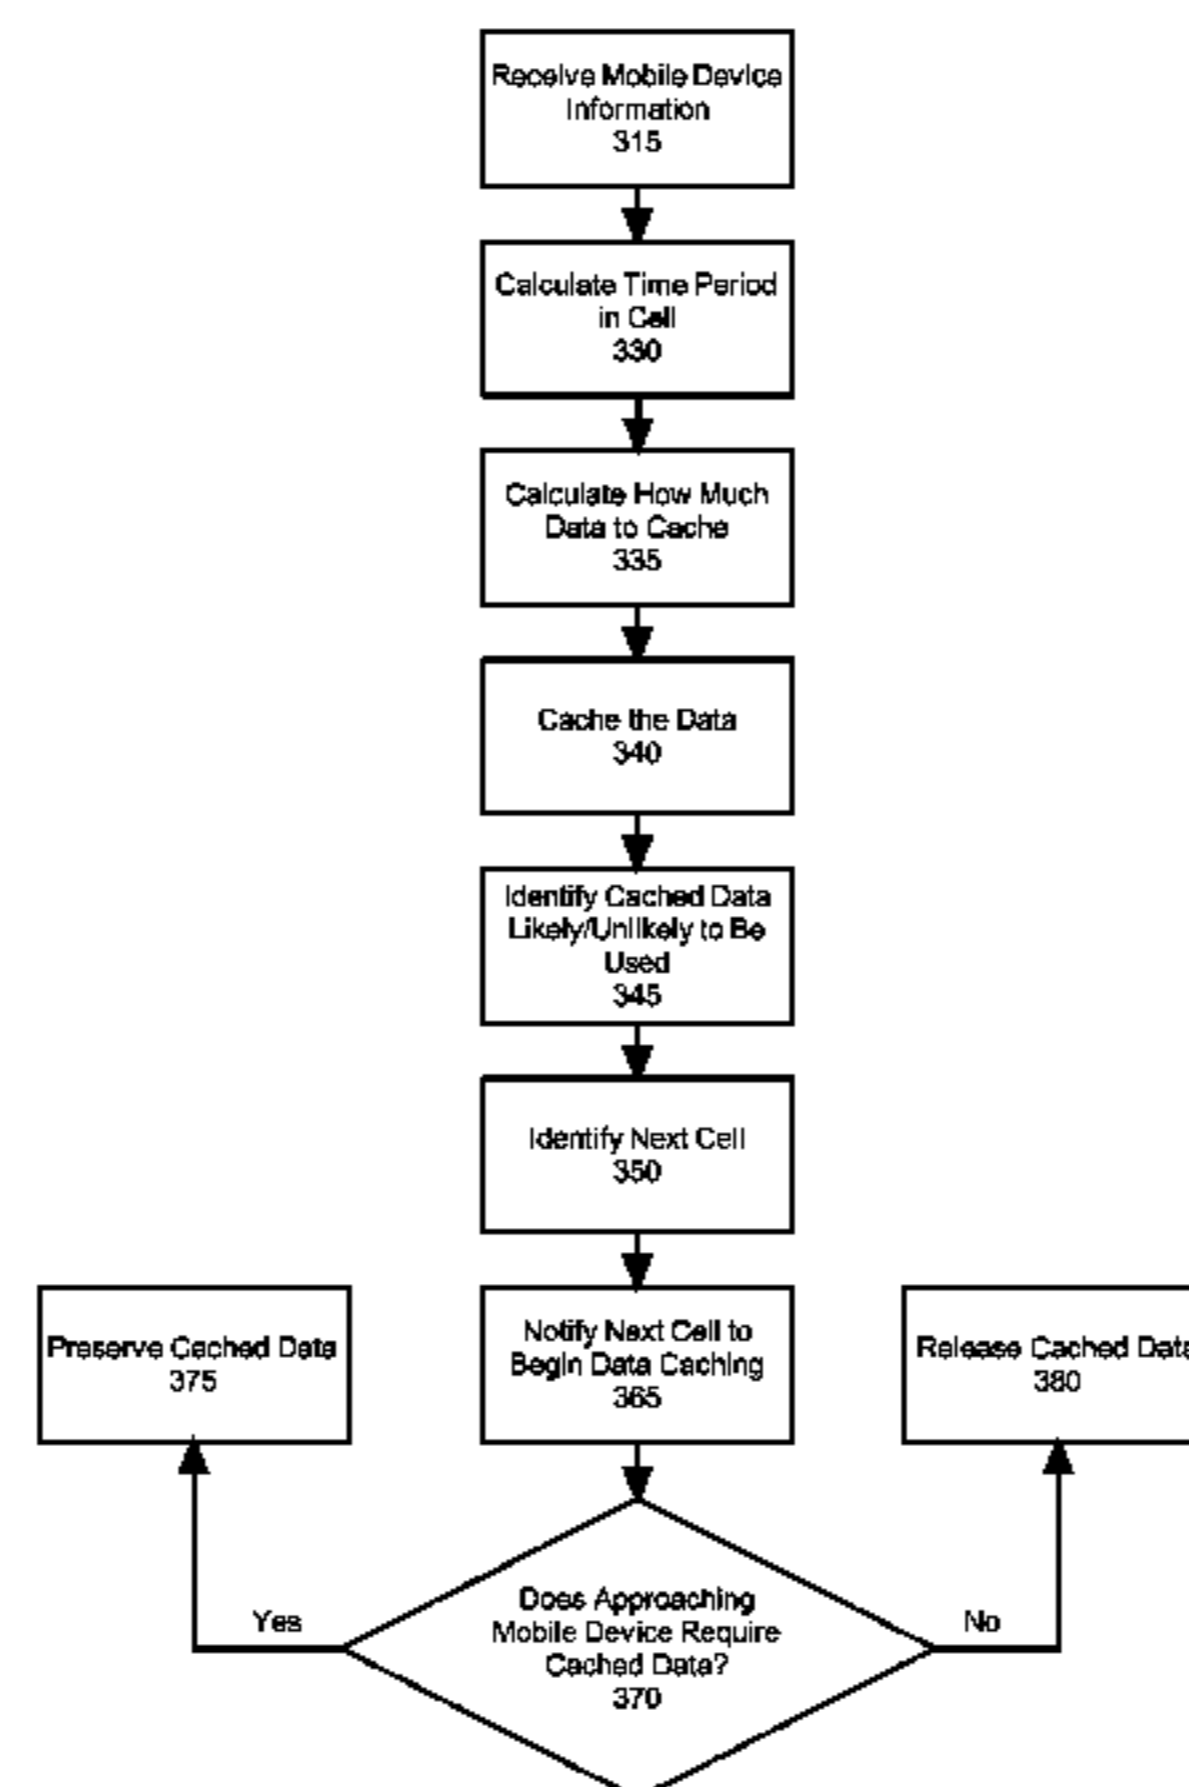 Receive Mobile Device
Information
315
Calculate Time Period
in Cell
330
Calculate How Much
Data to Cache
335
Cache the Data
340
Identify Cached Data
Likely/Unlikely to Be
Used
345
Identify Next Cell
350
Preserve Cached Data
375
Notify Next Cell to
Begin Data Caching
365
Release Cached Data
380
Yes
Does Approaching
Mobile Device Require
Cached Data?
370
No